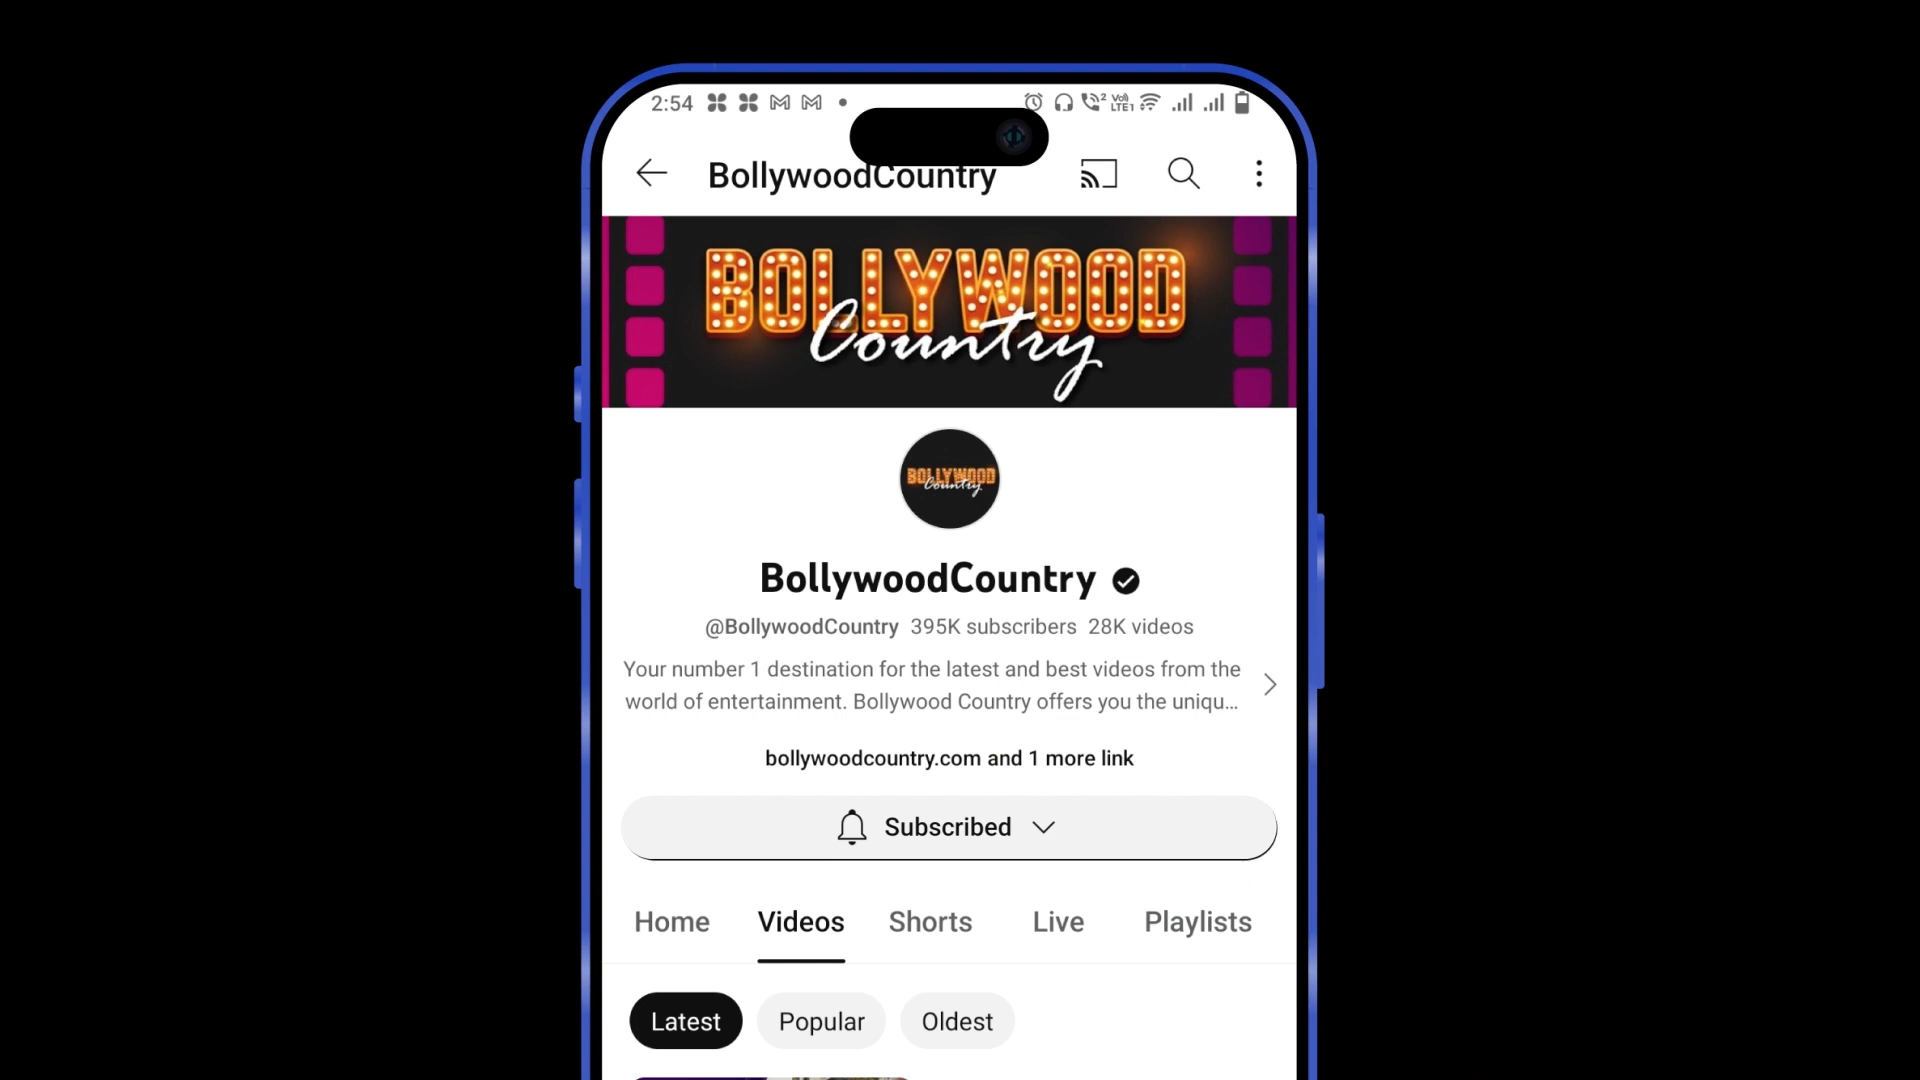 2:54
Vo)) LTE1
BollywoodCountry
BOLLYWOOD
Country
BOLLYWOOD
Country
BollywoodCountry
@BollywoodCountry 395K subscribers 28K videos
Your number 1 destination for the latest and best videos from the
world of entertainment. Bollywood Country offers you the uniqu...
bollywoodcountry.com and 1 more link
Subscribed
Home Videos Shorts Live Playlists
Latest Popular Oldest